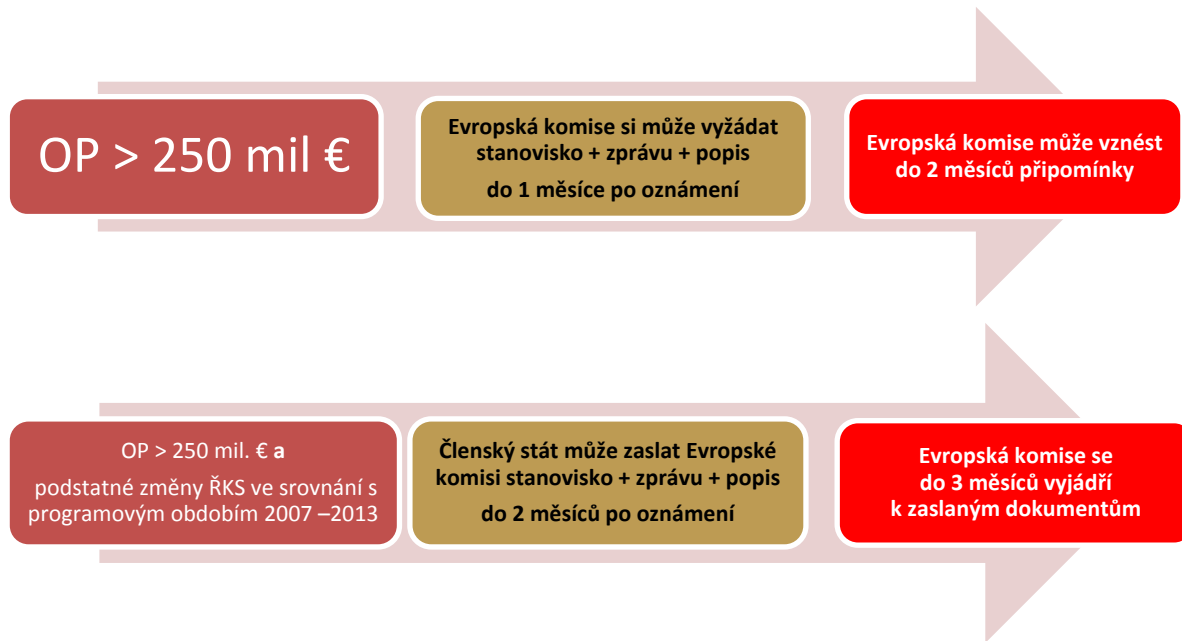 OP > 250 mil €
Evropská komise si může vyžádat
stanovisko + zprávu + popis
do 1 měsíce po oznámení
Evropská komise může vznést
do 2 měsíců připomínky
OP > 250 mil. € a
podstatné změny ŘKS ve srovnání s
programovým obdobím 2007 –2013
Členský stát může zaslat Evropské
komisi stanovisko + zprávu + popis
do 2 měsíců po oznámení
Evropská komise se
do 3 měsíců vyjádří
k zaslaným dokumentům